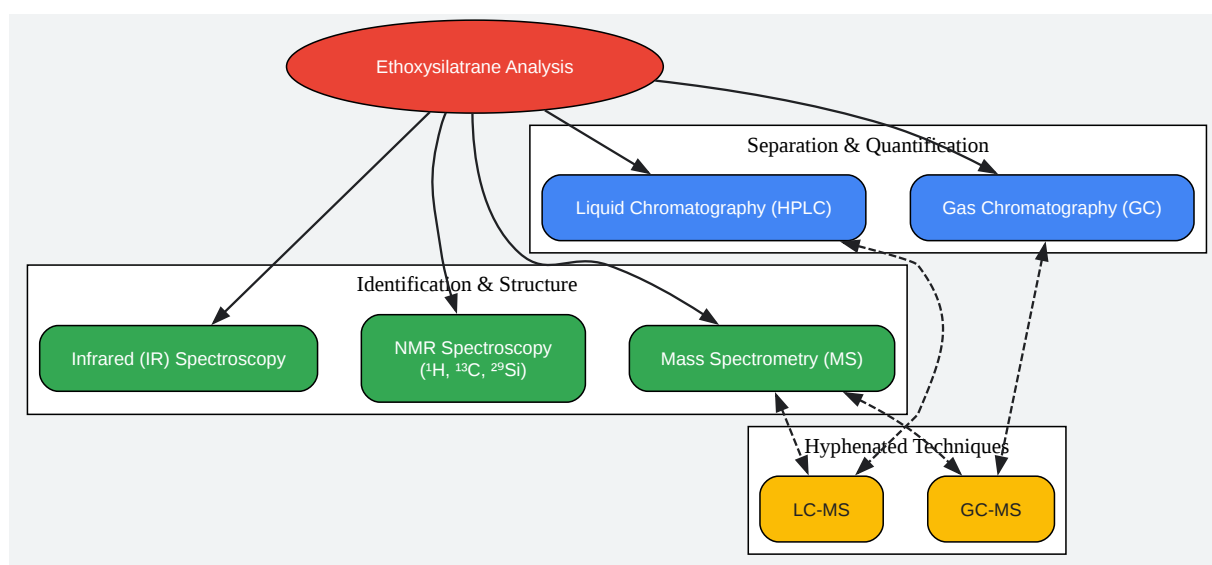 Ethoxysilatrane Analysis
Separation & Quantification
Liquid Chromatography (HPLC)
Gas Chromatography (GC)
Identification & Structure
Infrared (IR) Spectroscopy
NMR Spectroscopy
(¹H, ¹³C, ²⁹Si)
Mass Spectrometry (MS)
Hyphenated Techniques
LC-MS
GC-MS